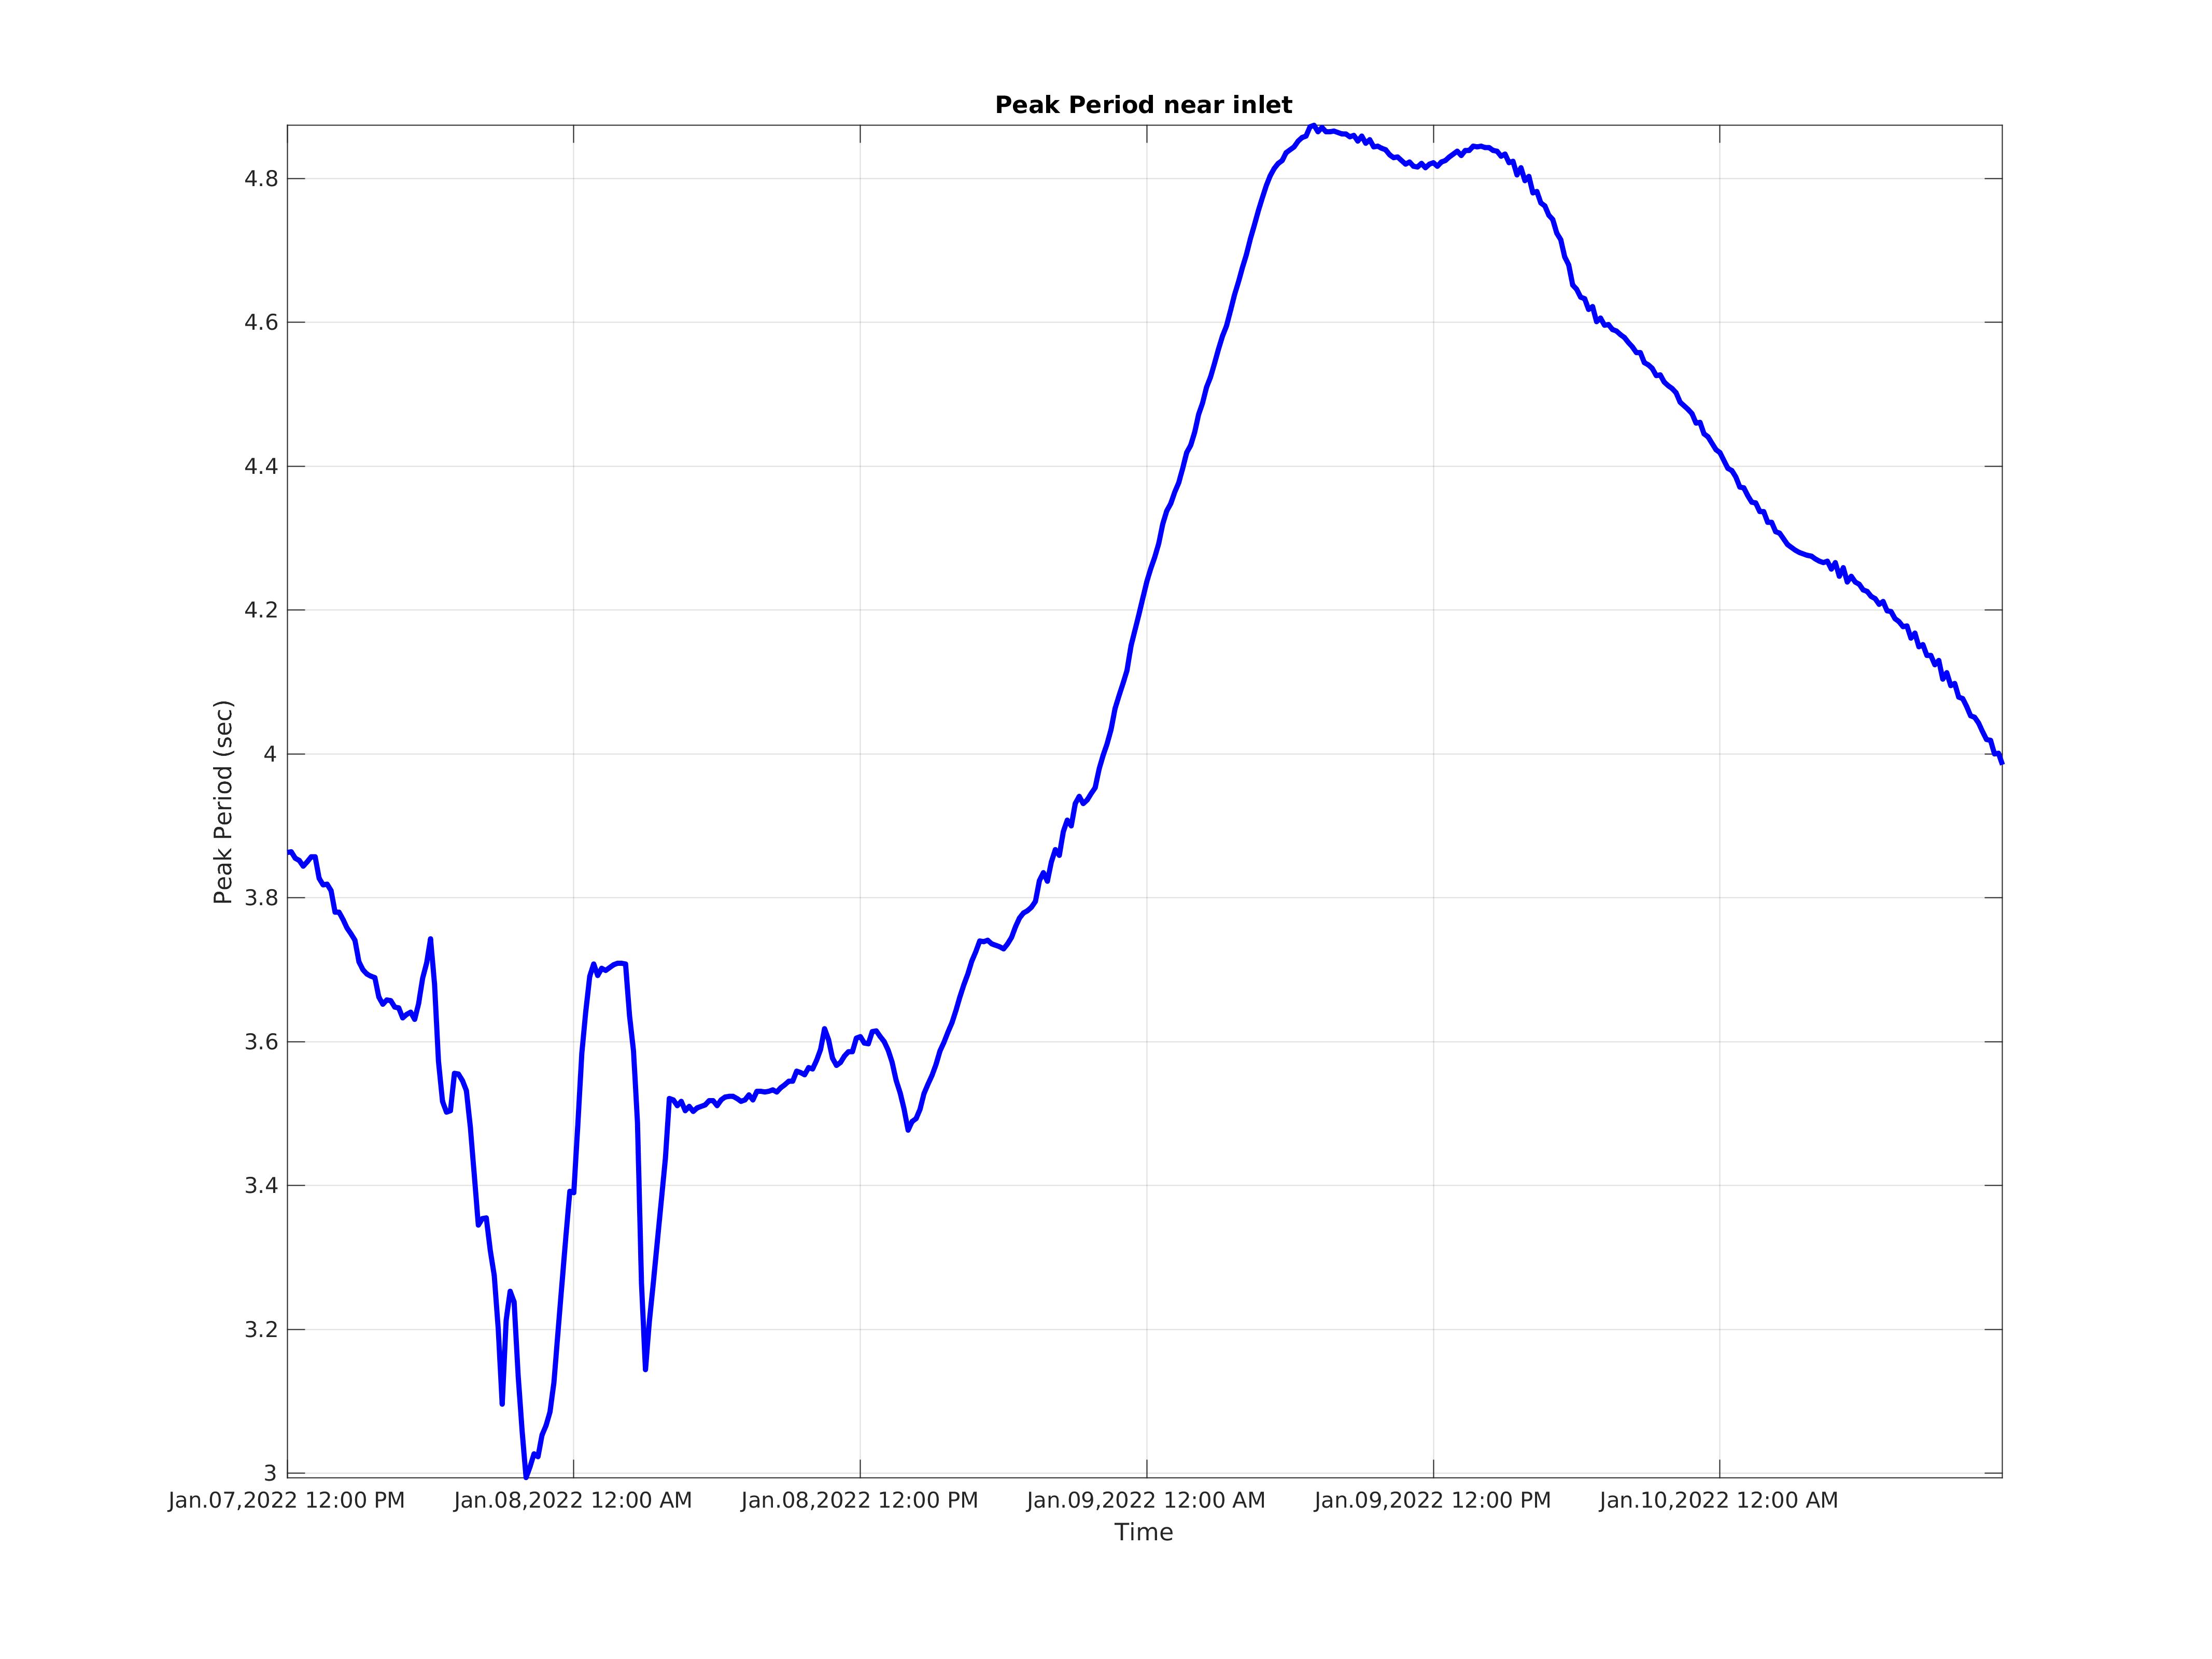 Peak Period near inlet
4.8
4.6
4.4
4.2
4
3.8
3.6
3.4
3.2
3
Peak Period (sec)
Jan.07,2022 12:00 PM Jan.08,2022 12:00 AM Jan.08,2022 12:00 PM Jan.09,2022 12:00 AM Jan.09,2022 12:00 PM Jan.10,2022 12:00 AM
Time